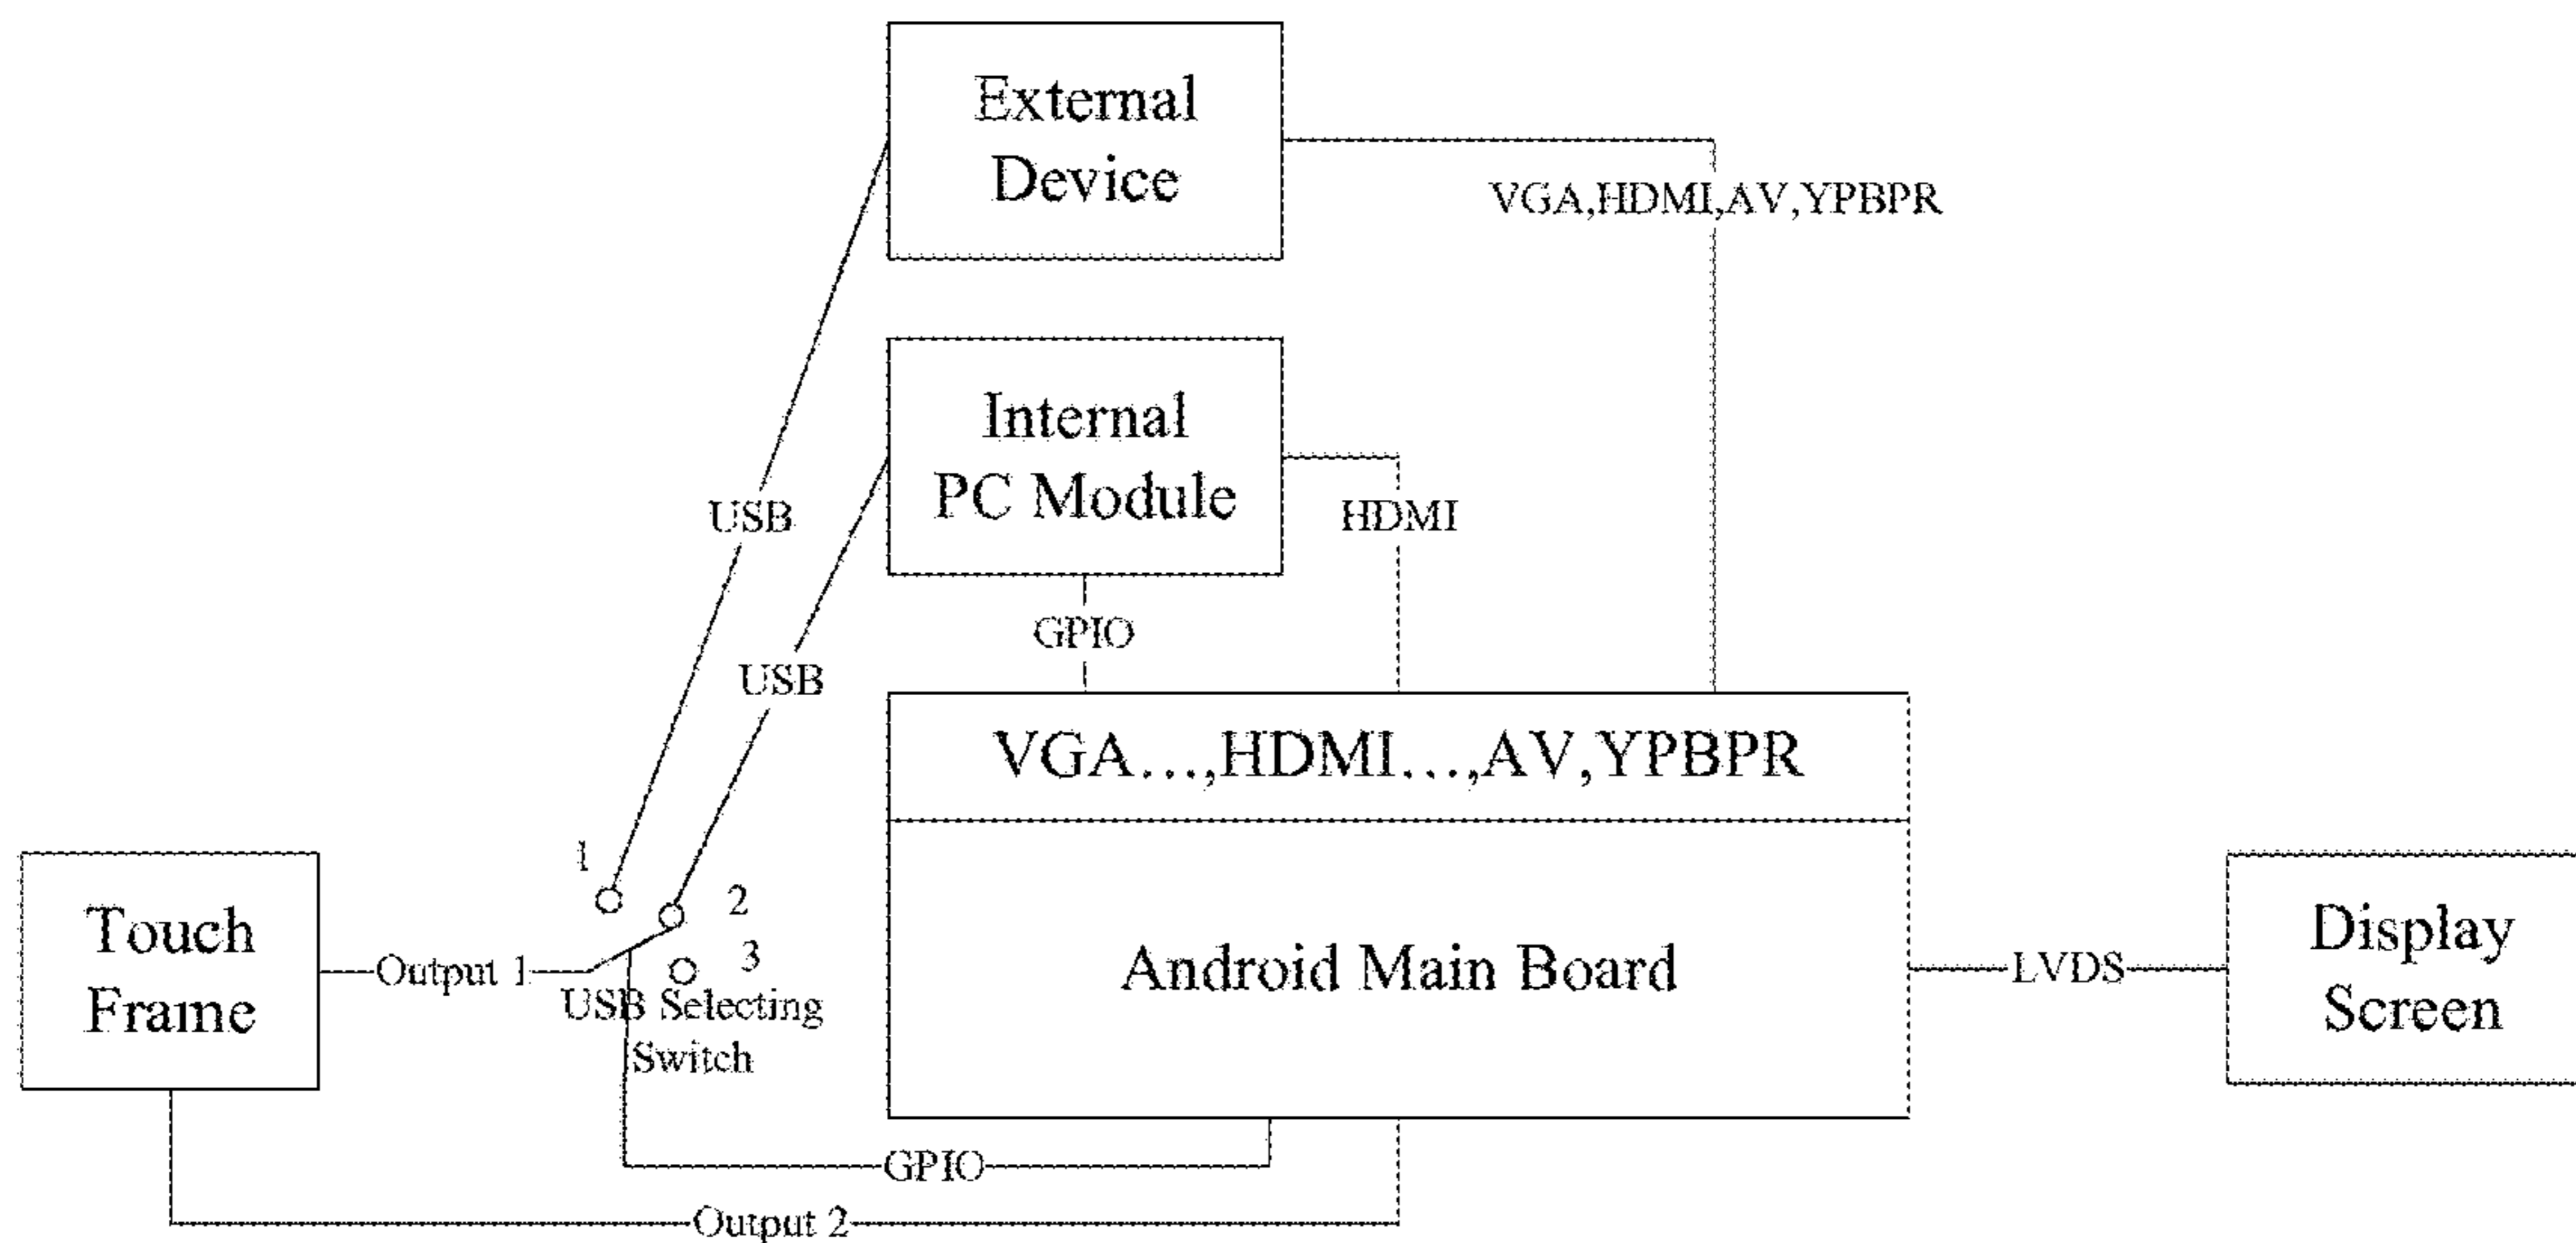 External
Device
VGA,HDMI,AV,YPBPR
Internal
PC Module
USB
HDMI
GPIO
USB
VGA...,HDMI...,AV,YPBPR
1
2
3
Touch
Frame
Output 1
USB Selecting
Switch
Android Main Board
LVDS
Display
Screen
GPIO
Output 2